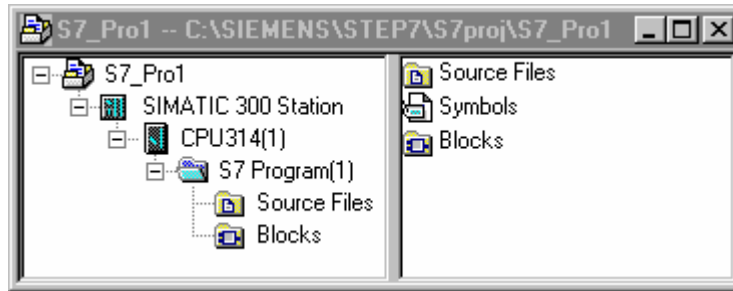 S7_Pro1 -- C:\SIEMENS\STEP7\S7proj\S7_Pro1
S7_Pro1
SIMATIC 300 Station
CPU314(1)
S7 Program(1)
Source Files
Blocks
Source Files
Symbols
Blocks